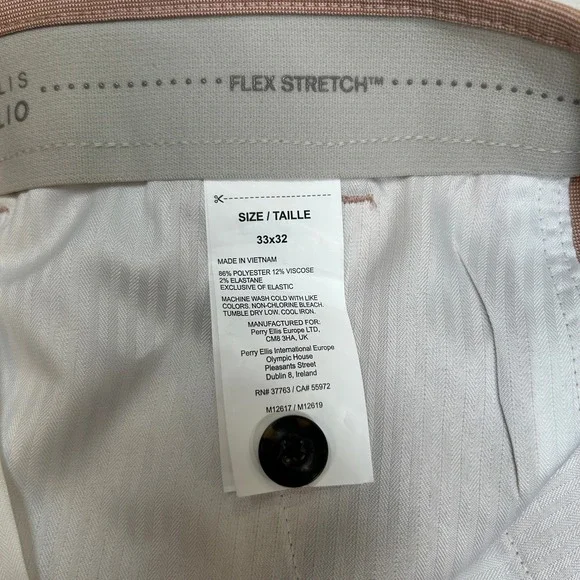 LIS
LIO
FLEX STRETCH™
SIZE / TAILLE
33x32
MADE IN VIETNAM
86% POLYESTER 12% VISCOSE
2% ELASTANE
EXCLUSIVE OF ELASTIC
MACHINE WASH COLD WITH LIKE
COLORS. NON-CHLORINE BLEACH.
TUMBLE DRY LOW. COOL IRON.
MANUFACTURED FOR:
Perry Ellis Europe LTD,
CM8 3HA, UK
Perry Ellis International Europe
Olympic House
Pleasants Street
Dublin 8, Ireland
RN# 37763 / CA# 55972
M12617 / M12619